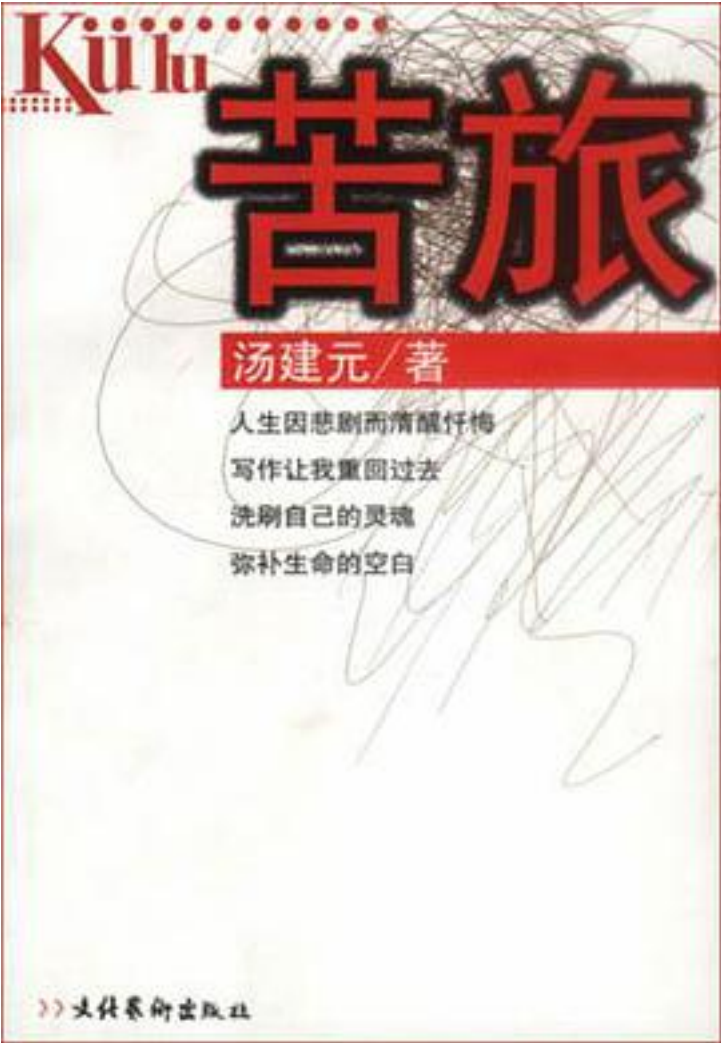 Kü lu
苦旅
汤建元/著
人生因悲剧而清醒忏悔
写作让我重回过去
洗刷自己的灵魂
弥补生命的空白
>> 文化艺术出版社